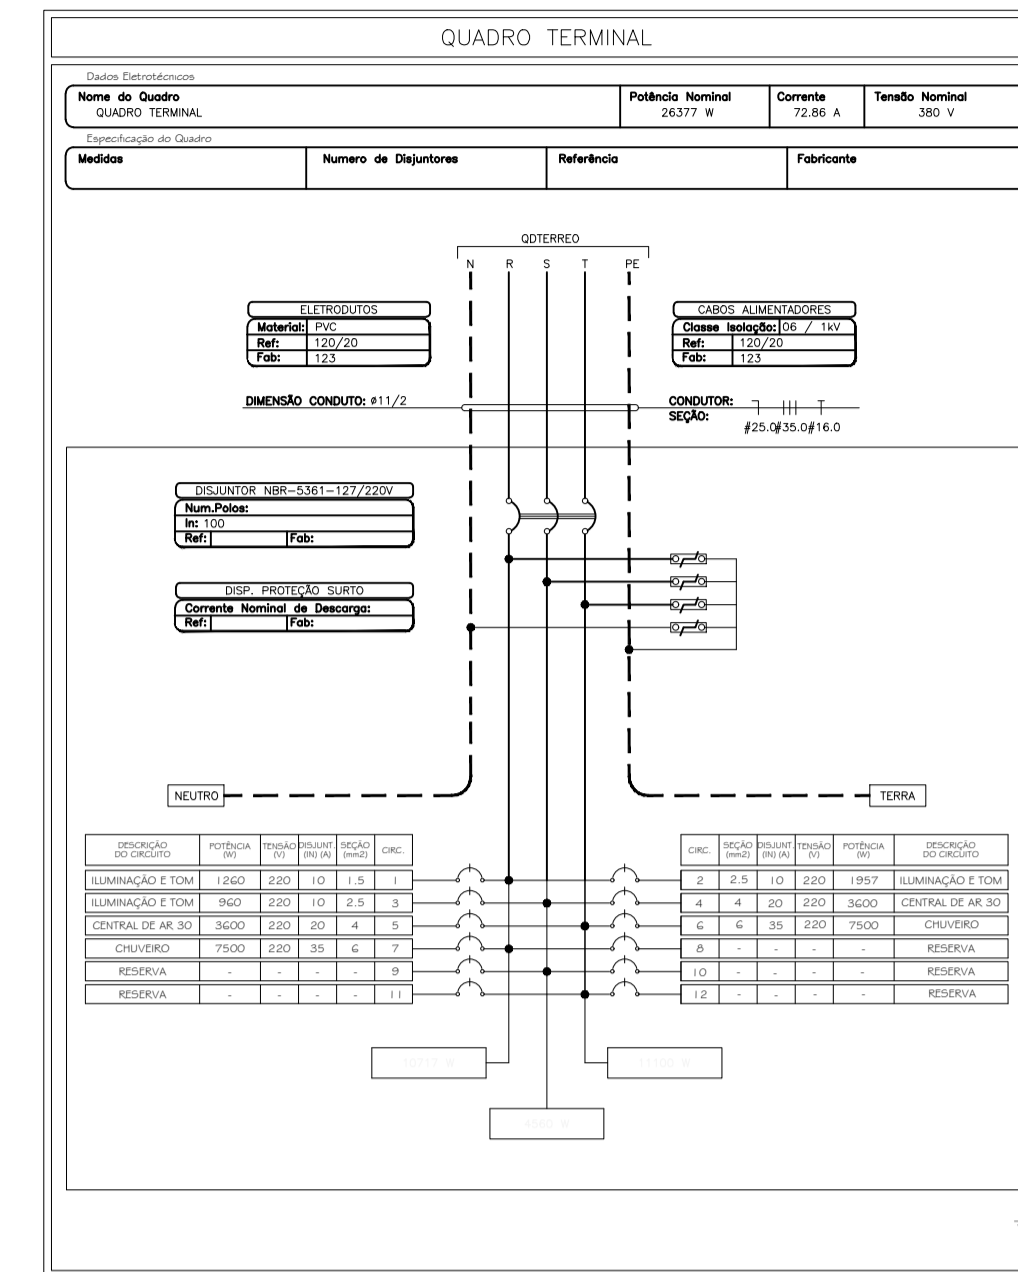 QUADRO TERMINAL
Dados Eletrotécnicos
Nome do Quadro Potência Nominal Corrente Tensão Nominal
QUADRO TERMINAL 26377 W 72.86 A 380 V
Especificação do Quadro
Medidas Numero de Disjuntores Referência Fabricante
QDTERREO
N R S T PE
ELETRODUTOS
Material: PVC
Ref: 120/20
Fab: 123
CABOS ALIMENTADORES
Classe Isolação: 06 / 1kV
Ref: 120/20
Fab: 123
DIMENSÃO CONDUTO: ø11/2
CONDUTOR:
SEÇÃO:
#25.0#35.0#16.0
DISJUNTOR NBR-5361-127/220V
Num.Polos:
In: 100
Ref: Fab:
DISP. PROTEÇÃO SURTO
Corrente Nominal de Descarga:
Ref: Fab:
NEUTRO TERRA
DESCRIÇÃO DO CIRCUITO POTÊNCIA (W) TENSÃO (V) DISJUNT. (IN) (A) SEÇÃO (mm2) CIRC.
ILUMINAÇÃO E TOM 1260 220 10 1.5 1
ILUMINAÇÃO E TOM 960 220 10 2.5 3
CENTRAL DE AR 30 3600 220 20 4 5
CHUVEIRO 7500 220 35 6 7
RESERVA - - - - 9
RESERVA - - - - 11
CIRC. SEÇÃO (mm2) DISJUNT. (IN) (A) TENSÃO (V) POTÊNCIA (W) DESCRIÇÃO DO CIRCUITO
2 2.5 10 220 1957 ILUMINAÇÃO E TOM
4 4 20 220 3600 CENTRAL DE AR 30
6 6 35 220 7500 CHUVEIRO
8 - - - - RESERVA
10 - - - - RESERVA
12 - - - - RESERVA
10717 W 11100 W
4560 W